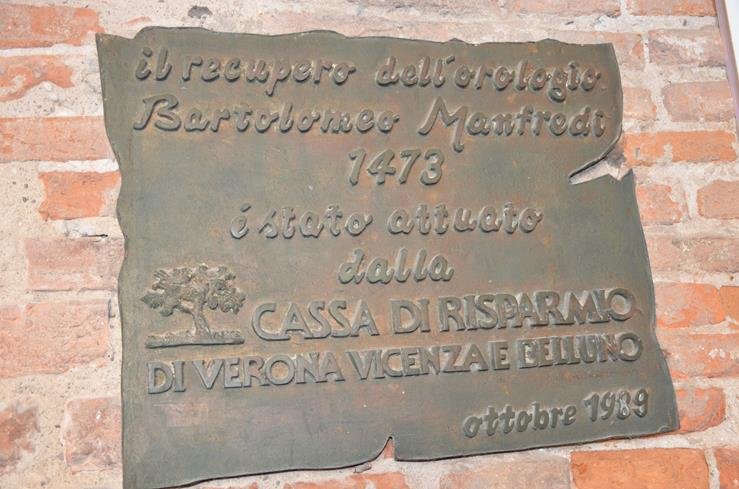 il recupero dell'orologio
Bartolomeo Manfredi
1473
é stato attuato
dalla
CASSA DI RISPARMIO
DI VERONA VICENZA E BELLUNO
ottobre 1989